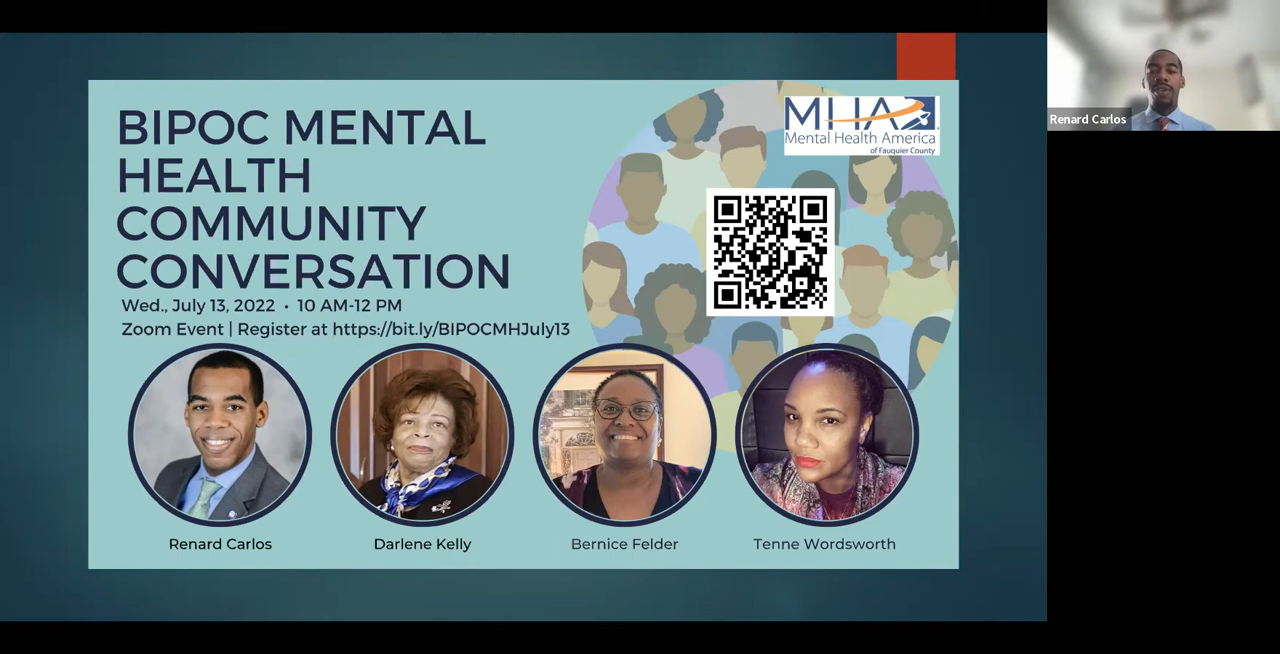 BIPOC MENTAL
HEALTH
COMMUNITY
CONVERSATION
Wed., July 13, 2022 • 10 AM-12 PM
Zoom Event | Register at https://bit.ly/BIPOCMHJuly13
MHA
Mental Health America
of Fauquier County
Renard Carlos
Darlene Kelly
Bernice Felder
Tenne Wordsworth
Renard Carlos